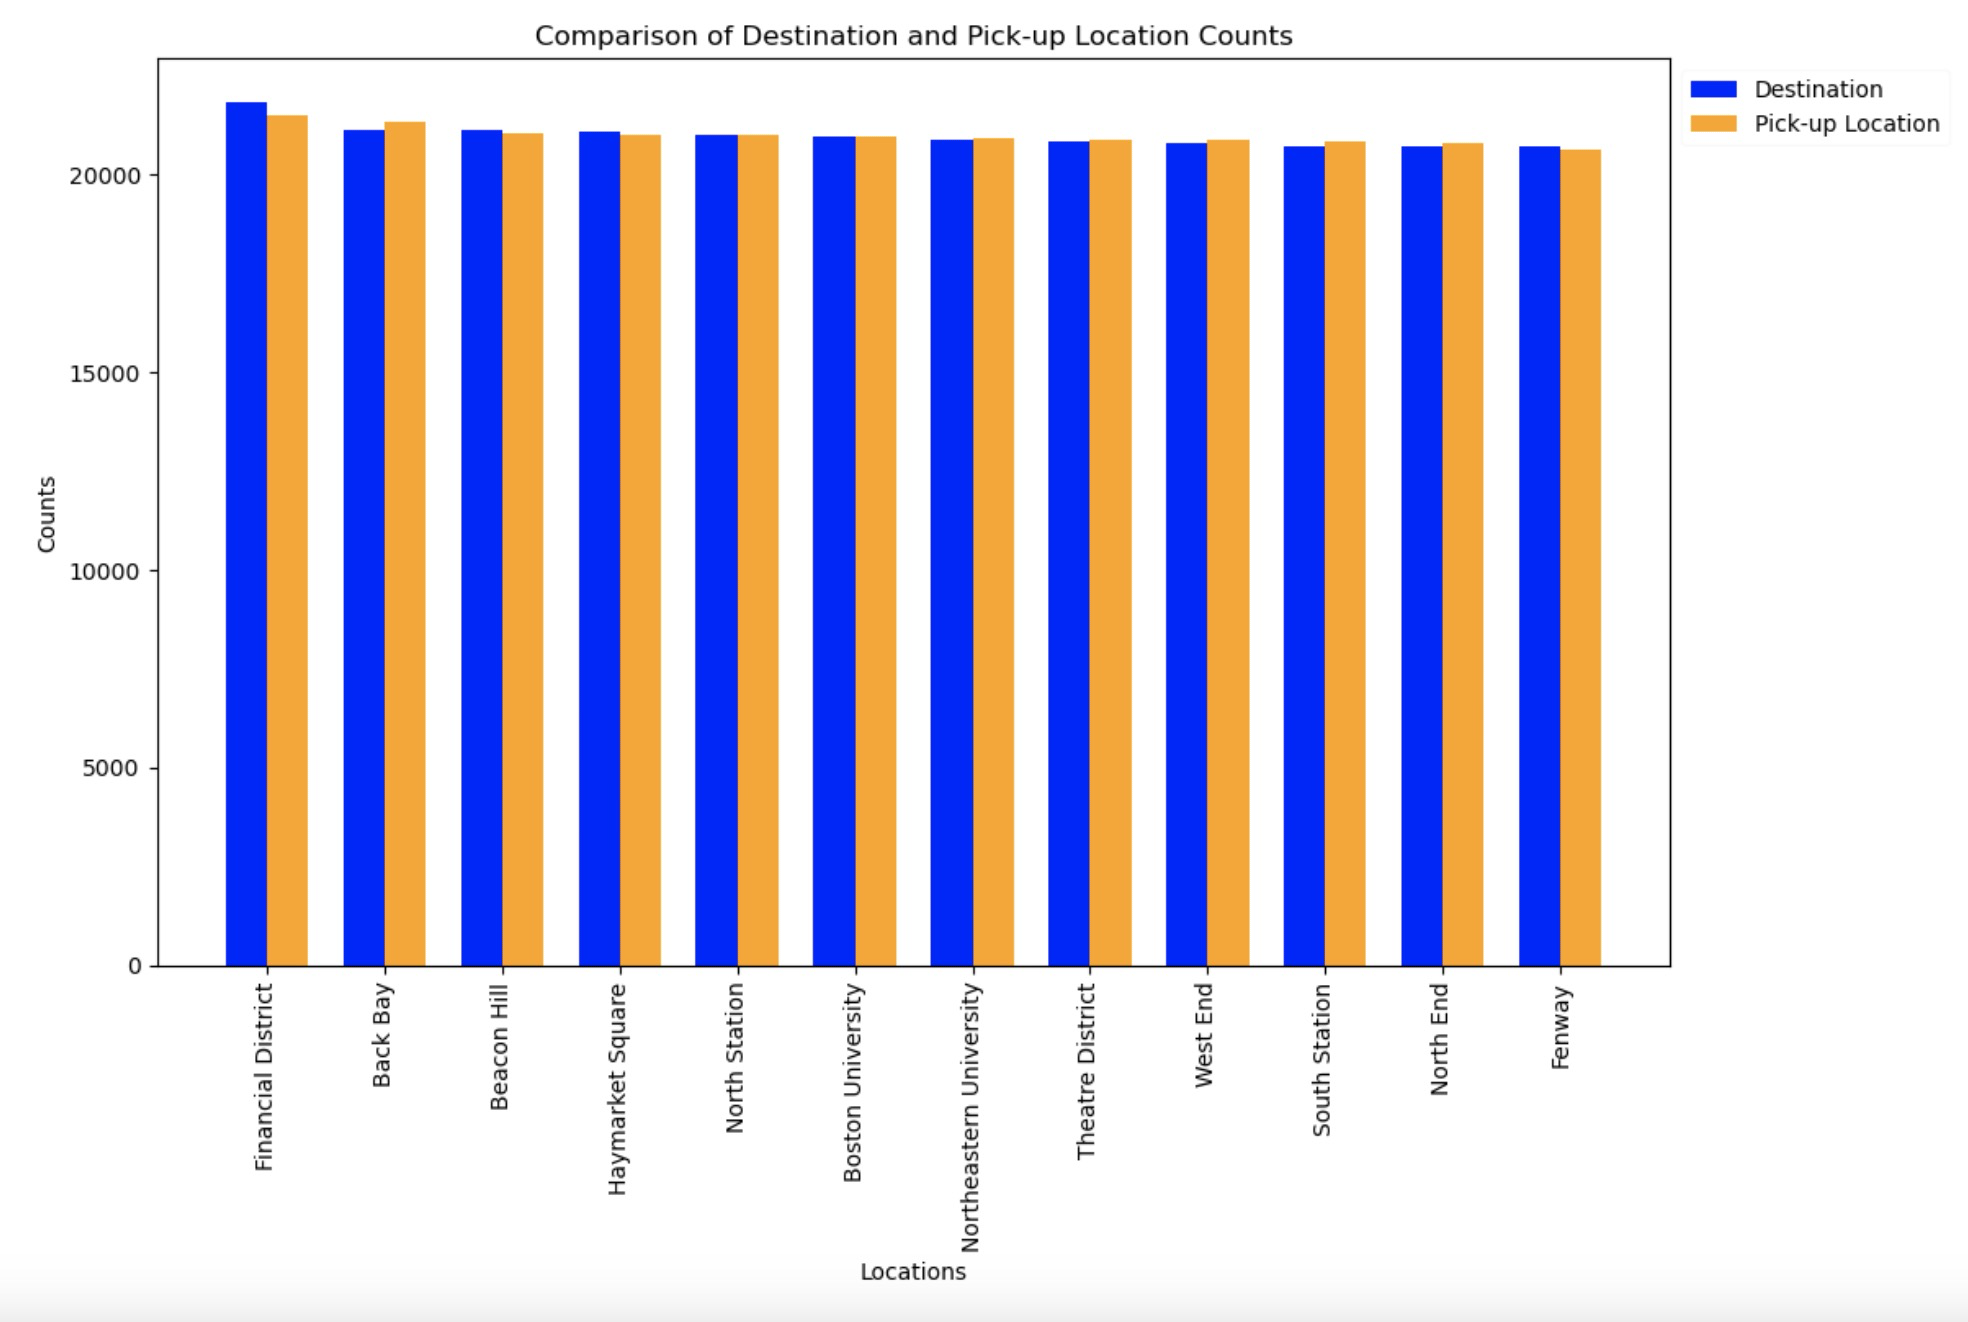 Comparison of Destination and Pick-up Location Counts
Destination
Pick-up Location
20000
15000
10000
5000
0
Counts
Financial District
Back Bay
Beacon Hill
Haymarket Square
North Station
Boston University
Northeastern University
Theatre District
West End
South Station
North End
Fenway
Locations